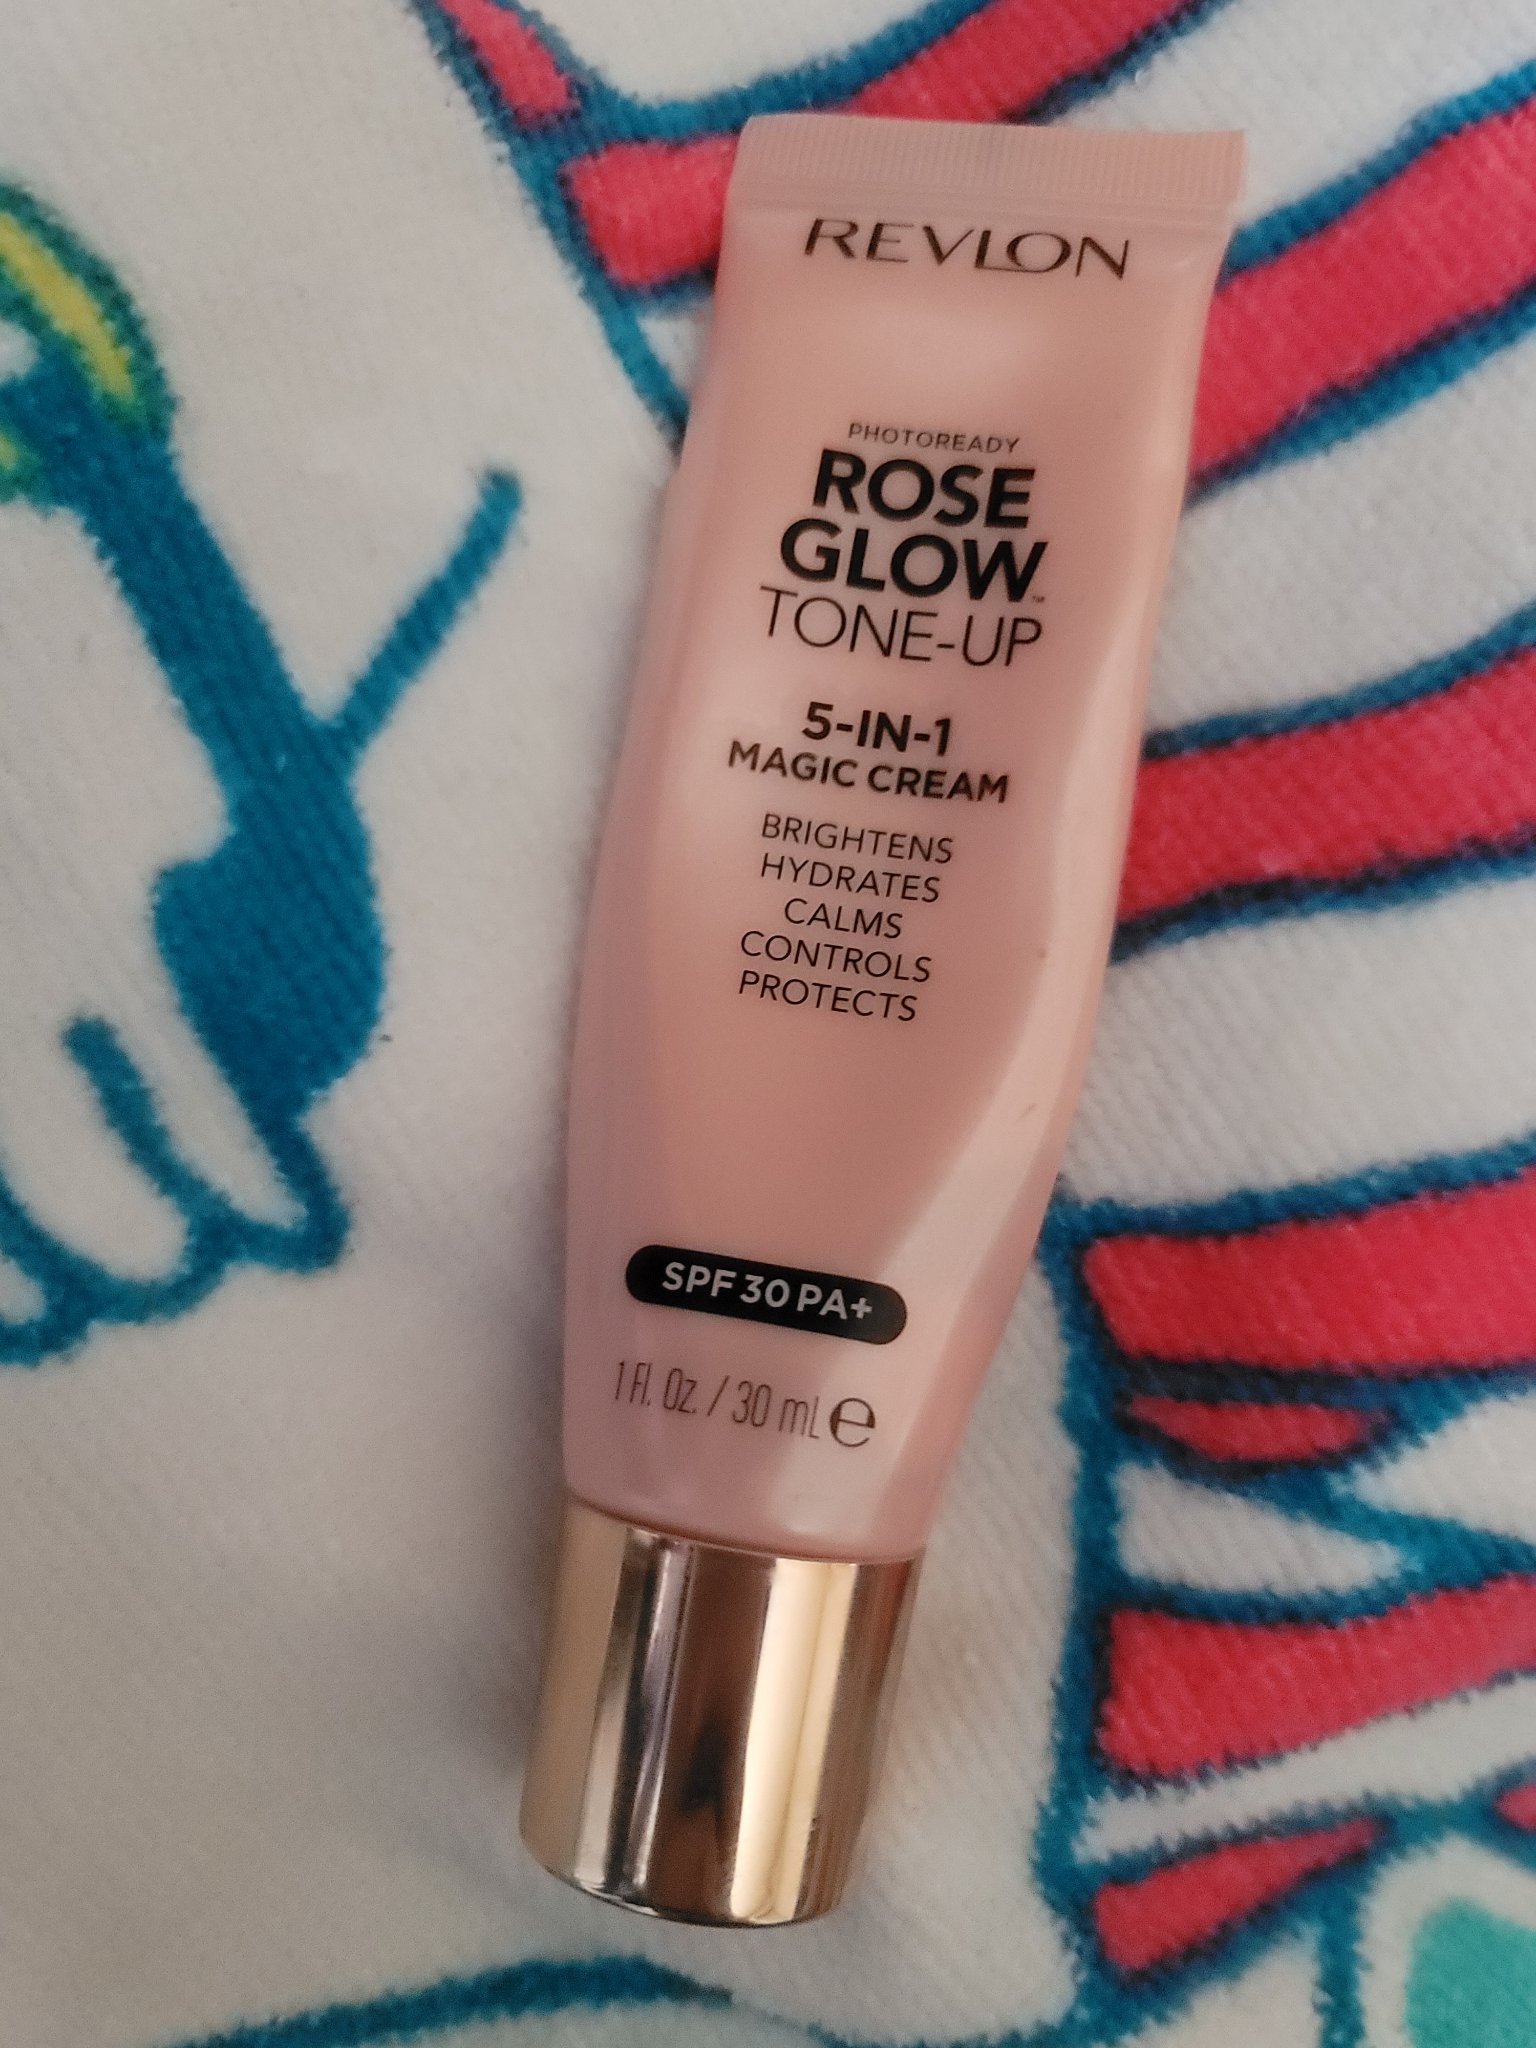 REVLON
PHOTOREADY
ROSE
GLOW™
TONE-UP
5-IN-1
MAGIC CREAM
BRIGHTENS
HYDRATES
CALMS
CONTROLS
PROTECTS
SPF 30 PA+
1 Fl. Oz. / 30 mL ℮